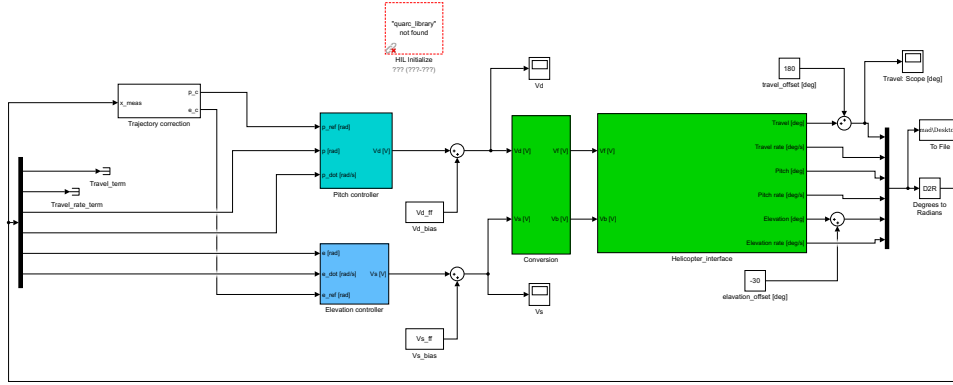 "quarc_library"
not found
HIL Initialize
??? (???-???)
Vd
180
travel_offset [deg]
Travel: Scope [deg]
x_meas
p_c
e_c
Trajectory correction
p_ref [rad]
p [rad]
p_dot [rad/s]
Vd [V]
Pitch controller
Vd_ff
Vd_bias
Vd [V]
Vf [V]
Vs [V]
Vb [V]
Conversion
Vf [V]
Vb [V]
Travel [deg]
Travel rate [deg/s]
Pitch [deg]
Pitch rate [deg/s]
Elevation [deg]
Elevation rate [deg/s]
Helicopter_interface
mad\Deskto
To File
D2R
Degrees to
Radians
Travel_term
Travel_rate_term
e [rad]
e_dot [rad/s]
e_ref [rad]
Vs [V]
Elevation controller
-30
elavation_offset [deg]
Vs
Vs_ff
Vs_bias